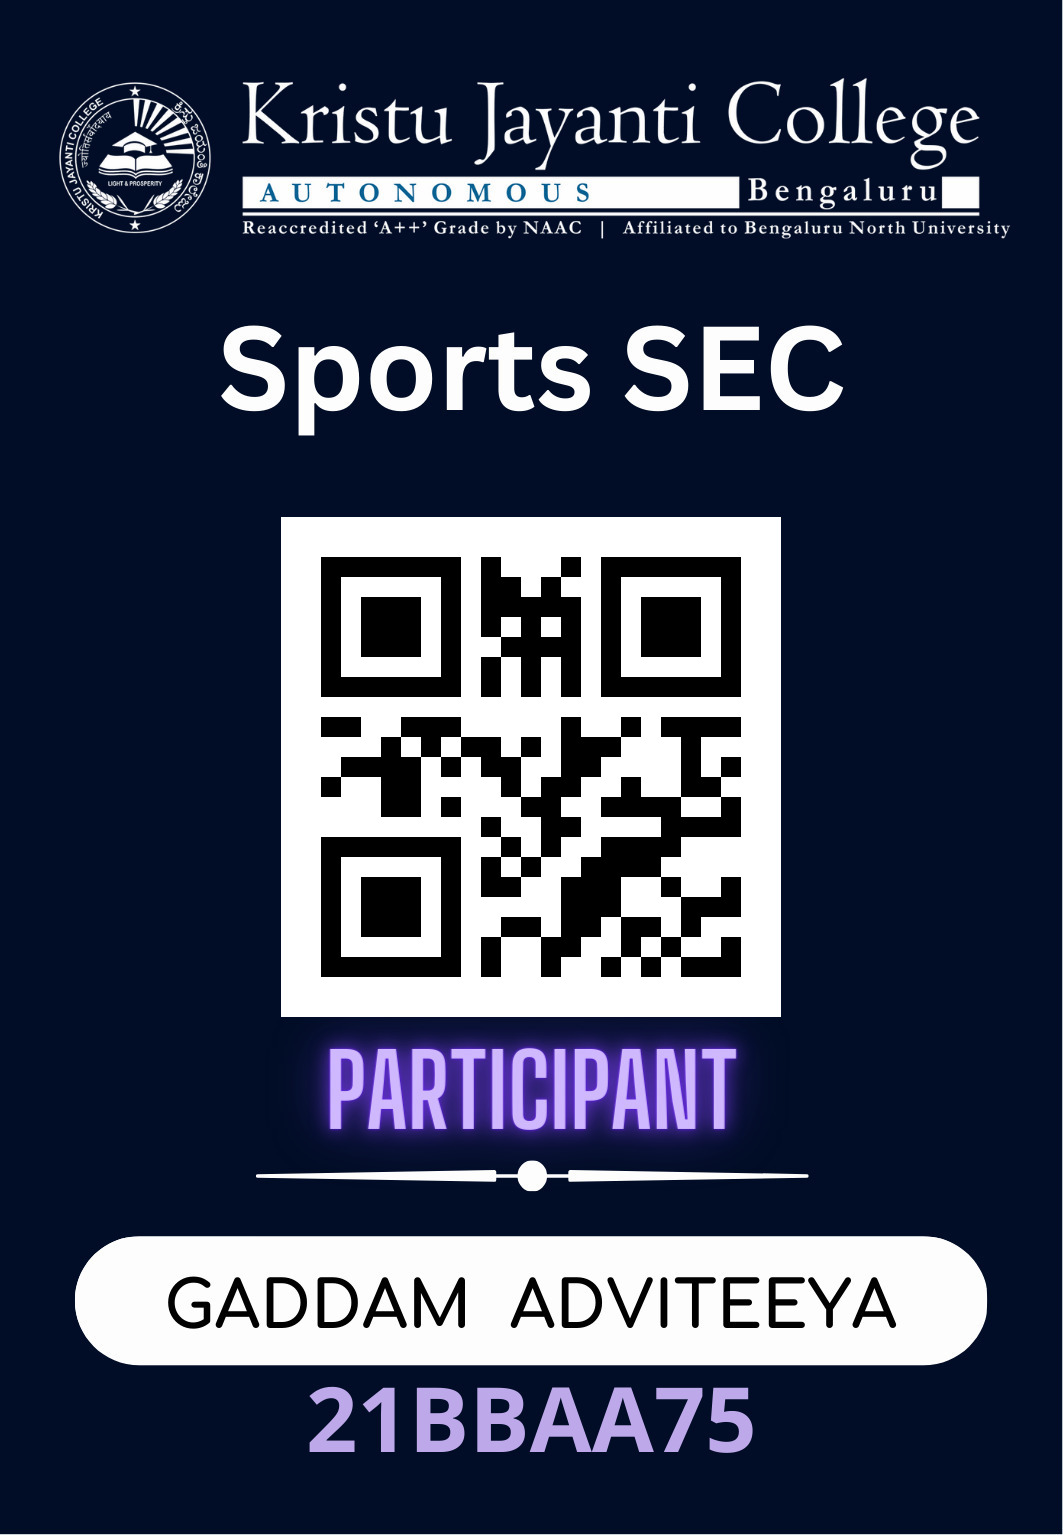 KRISTU JAYANTI COLLEGE
ज्योतिसंवादयाय
LIGHT & PROSPERITY
Kristu Jayanti College
AUTONOMOUS Bengaluru
Reaccredited ‘A++’ Grade by NAAC | Affiliated to Bengaluru North University
Sports SEC
PARTICIPANT
GADDAM ADVITEEYA
21BBAA75